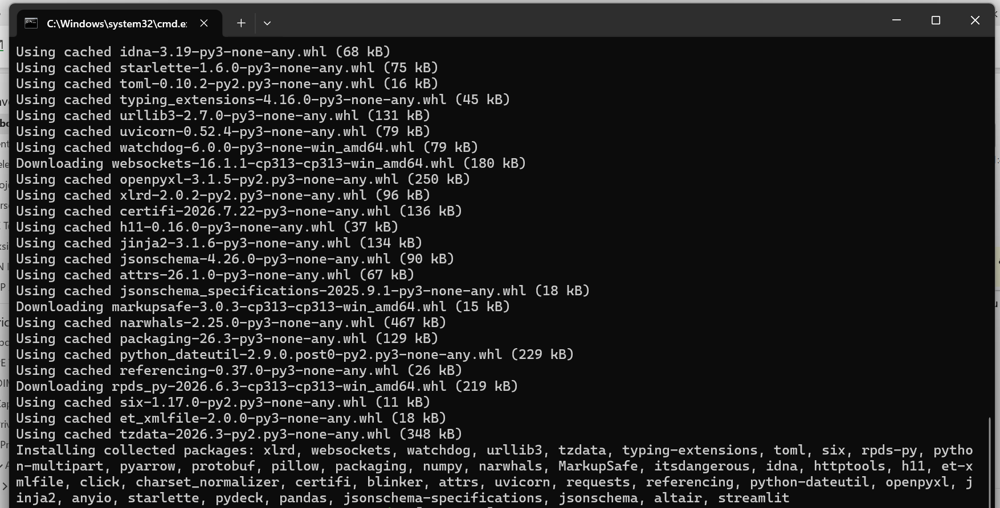 C:\Windows\system32\cmd.e
Using cached idna-3.19-py3-none-any.whl (68 kB)
Using cached starlette-1.6.0-py3-none-any.whl (75 kB)
Using cached toml-0.10.2-py2.py3-none-any.whl (16 kB)
Using cached typing_extensions-4.16.0-py3-none-any.whl (45 kB)
Using cached urllib3-2.7.0-py3-none-any.whl (131 kB)
Using cached uvicorn-0.52.4-py3-none-any.whl (79 kB)
Using cached watchdog-6.0.0-py3-none-win_amd64.whl (79 kB)
Downloading websockets-16.1.1-cp313-cp313-win_amd64.whl (180 kB)
Using cached openpyxl-3.1.5-py2.py3-none-any.whl (250 kB)
Using cached xlrd-2.0.2-py2.py3-none-any.whl (96 kB)
Using cached certifi-2026.7.22-py3-none-any.whl (136 kB)
Using cached h11-0.16.0-py3-none-any.whl (37 kB)
Using cached jinja2-3.1.6-py3-none-any.whl (134 kB)
Using cached jsonschema-4.26.0-py3-none-any.whl (90 kB)
Using cached attrs-26.1.0-py3-none-any.whl (67 kB)
Using cached jsonschema_specifications-2025.9.1-py3-none-any.whl (18 kB)
Downloading markupsafe-3.0.3-cp313-cp313-win_amd64.whl (15 kB)
Using cached narwhals-2.25.0-py3-none-any.whl (467 kB)
Using cached packaging-26.3-py3-none-any.whl (129 kB)
Using cached python_dateutil-2.9.0.post0-py2.py3-none-any.whl (229 kB)
Using cached referencing-0.37.0-py3-none-any.whl (26 kB)
Downloading rpds_py-2026.6.3-cp313-cp313-win_amd64.whl (219 kB)
Using cached six-1.17.0-py2.py3-none-any.whl (11 kB)
Using cached et_xmlfile-2.0.0-py3-none-any.whl (18 kB)
Using cached tzdata-2026.3-py2.py3-none-any.whl (348 kB)
Installing collected packages: xlrd, websockets, watchdog, urllib3, tzdata, typing-extensions, toml, six, rpds-py, pytho
n-multipart, pyarrow, protobuf, pillow, packaging, numpy, narwhals, MarkupSafe, itsdangerous, idna, httptools, h11, et-x
mlfile, click, charset_normalizer, certifi, blinker, attrs, uvicorn, requests, referencing, python-dateutil, openpyxl, j
inja2, anyio, starlette, pydeck, pandas, jsonschema-specifications, jsonschema, altair, streamlit